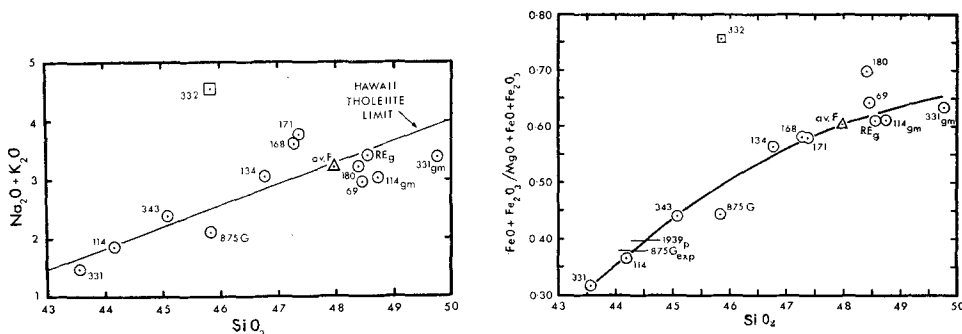 Na2O + K2O
5
4
3
2
1
43
44
45
46
47
48
49
50
SiO2
HAWAII
THOLEIITE
LIMIT
332
171
168
av.F
REg
134
180
69
114gm
331gm
343
875G
114
331
FeO + Fe2O3/MgO + FeO + Fe2O3
0·80
0·70
0·60
0·50
0·40
0·30
43
44
45
46
47
48
49
50
SiO2
332
180
69
av.F
REg
114gm
331gm
168
171
134
343
875G
1939p
875Gexp
114
331